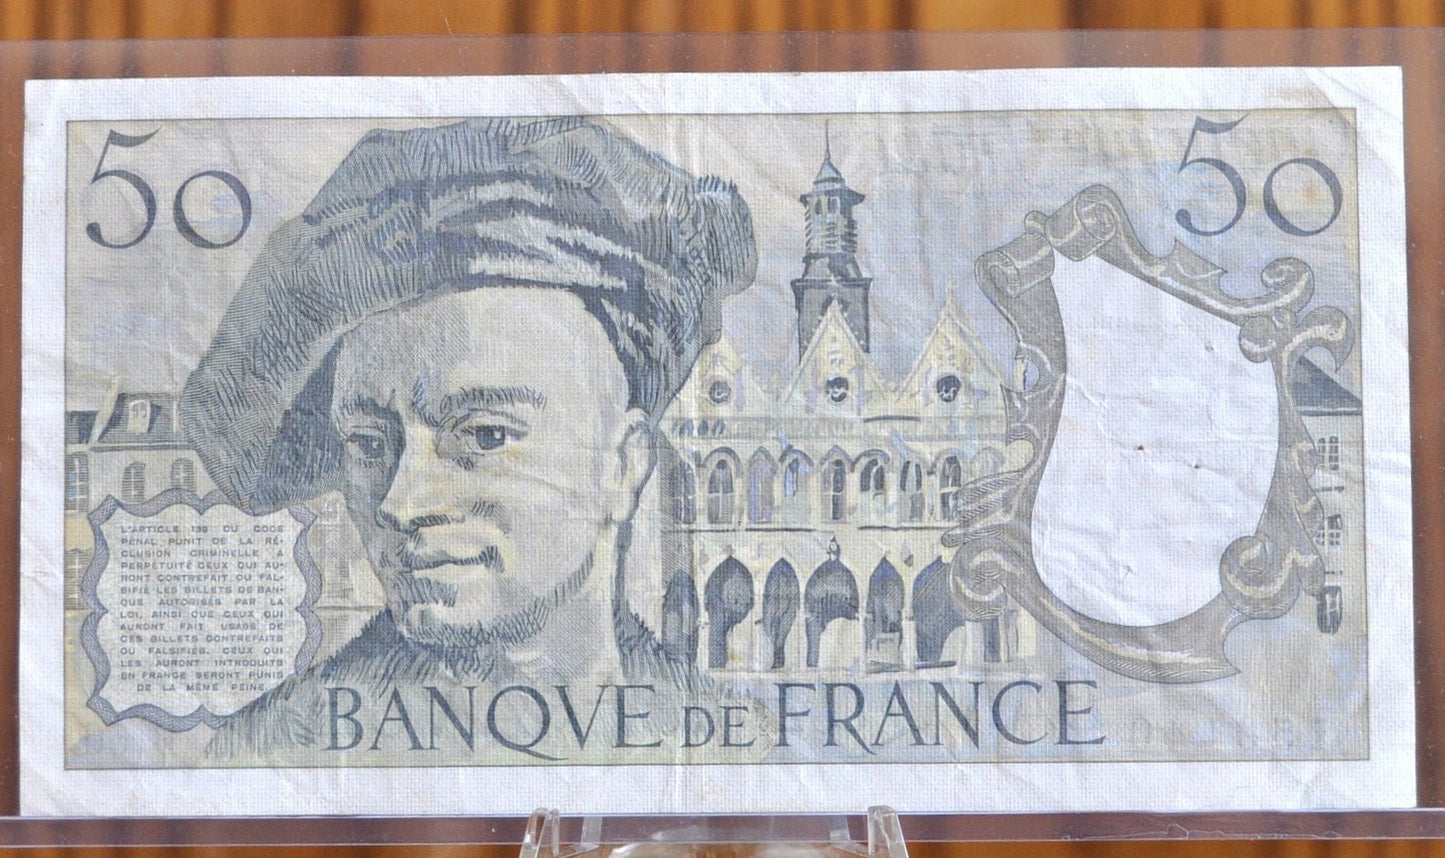 50
50
L'ARTICLE 139 DU CODE
PÉNAL PUNIT DE LA RÉ-
CLUSION CRIMINELLE A
PERPÉTUITÉ CEUX QUI AU-
RONT CONTREFAIT OU FAL-
SIFIÉ LES BILLETS DE BAN-
QUE AUTORISÉS PAR LA
LOI, AINSI QUE CEUX QUI
AURONT FAIT USAGE DE
CES BILLETS CONTREFAITS
OU FALSIFIÉS. CEUX QUI
LES AURONT INTRODUITS
EN FRANCE SERONT PUNIS
DE LA MÊME PEINE.
BANQVE DE FRANCE